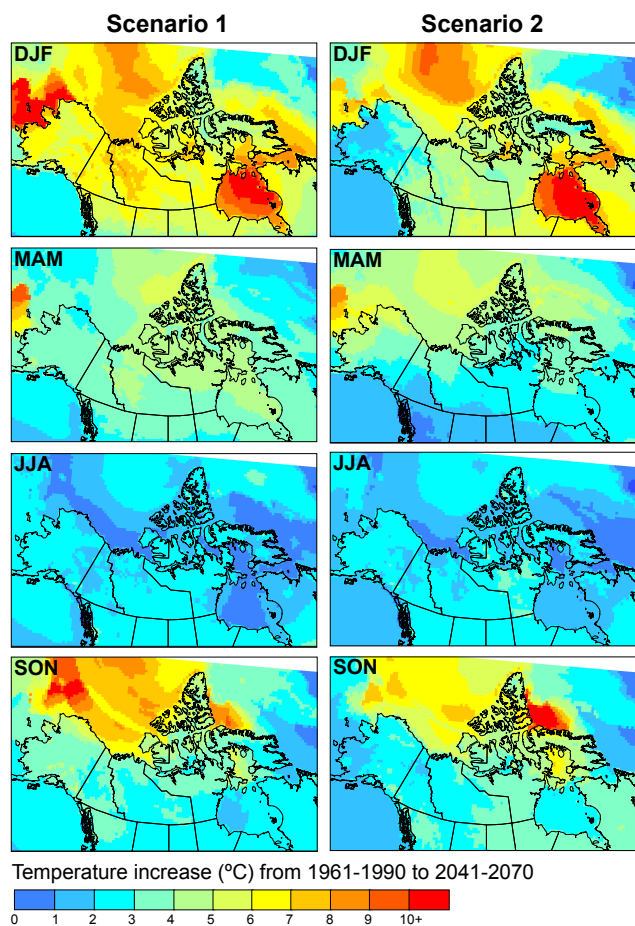 Scenario 1 Scenario 2
DJF DJF
MAM MAM
JJA JJA
SON SON
Temperature increase (ºC) from 1961-1990 to 2041-2070
0 1 2 3 4 5 6 7 8 9 10+